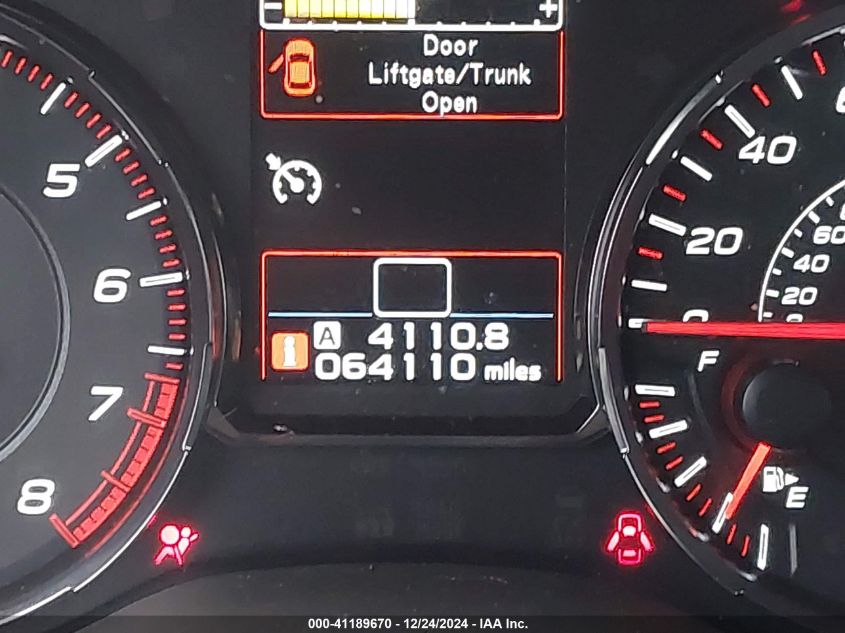 - +
Door
Liftgate/Trunk
Open
5
6
7
8
40
20
0
60
40
20
F
E
A 4110.8
i 064110 miles
000-41189670 - 12/24/2024 - IAA Inc.